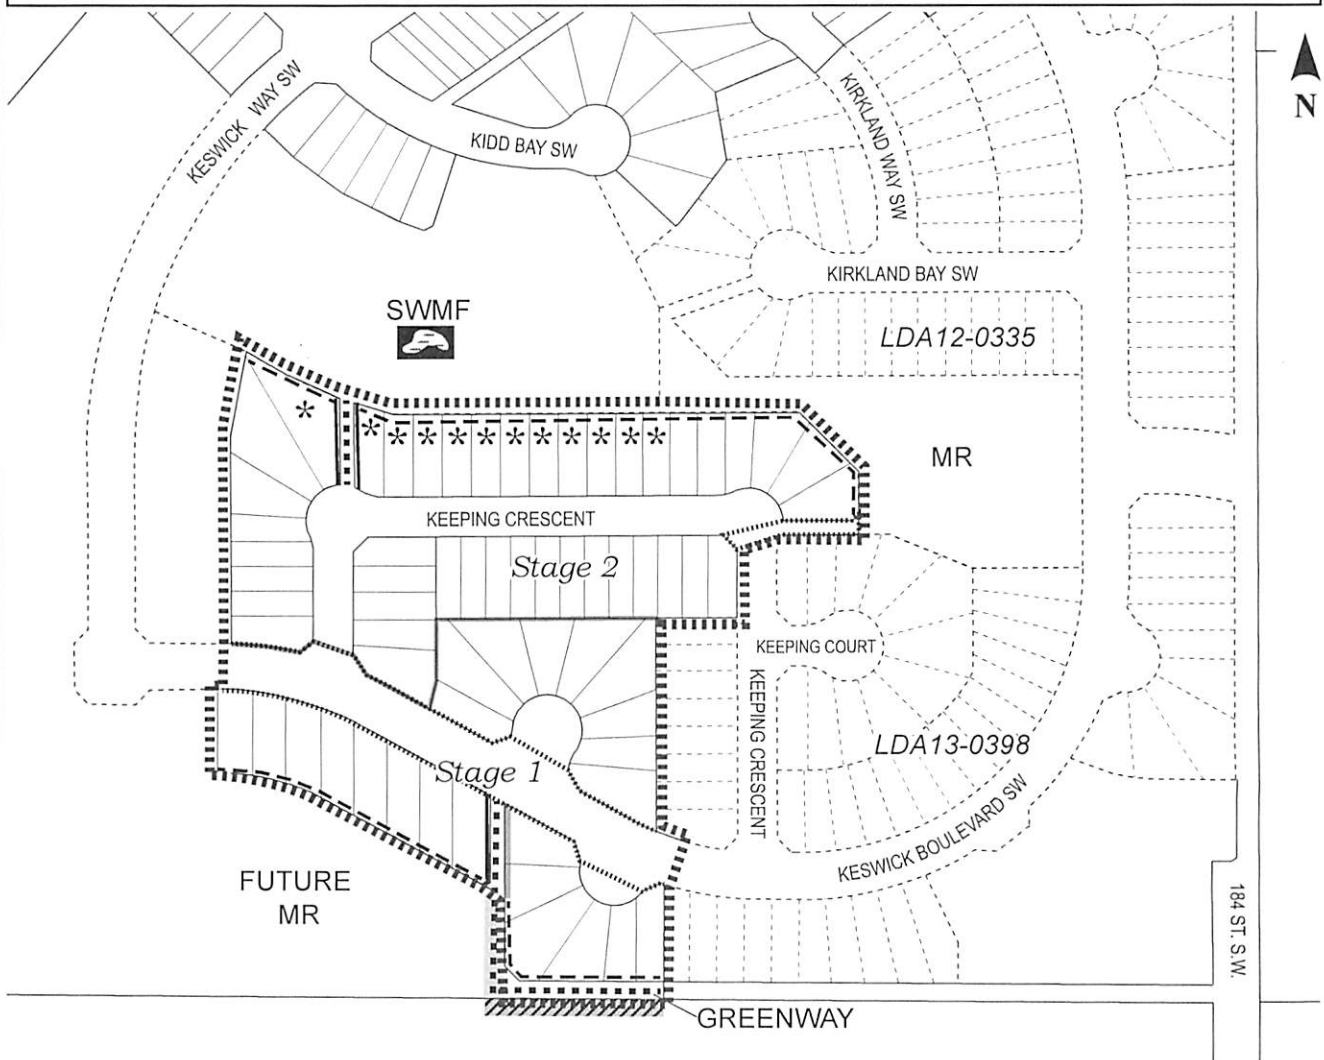 N
KESWICK WAY SW
KIDD BAY SW
KIRKLAND WAY SW
KIRKLAND BAY SW
SWMF
LDA12-0335
* * * * * * * * * * * *
MR
KEEPING CRESCENT
Stage 2
KEEPING COURT
KEEPING CRESCENT
LDA13-0398
Stage 1
KESWICK BOULEVARD SW
FUTURE
MR
184 ST. S.W.
GREENWAY